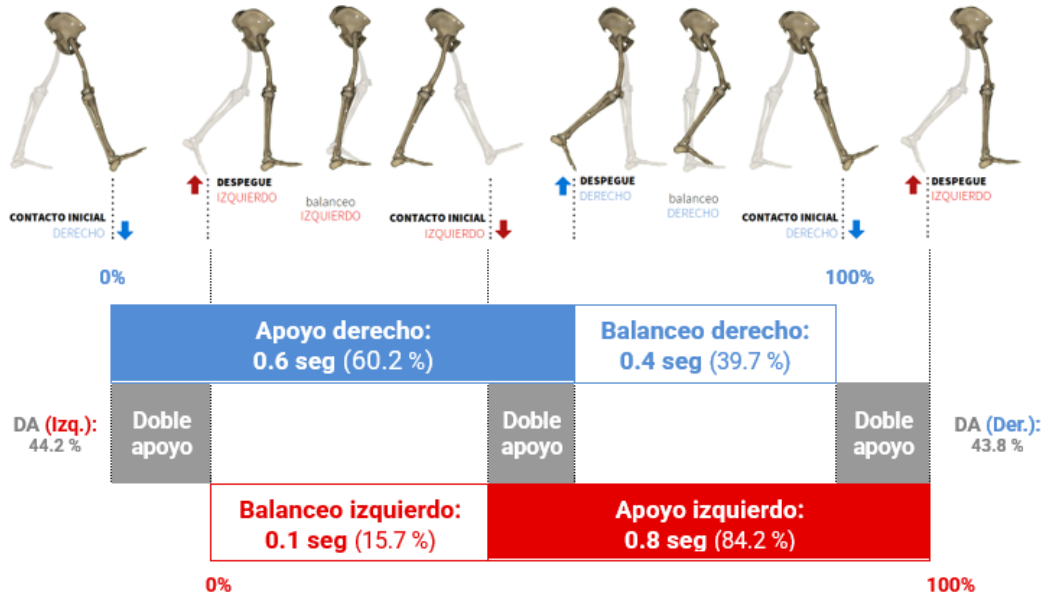 DESPEGUE
IZQUIERDO
balanceo
IZQUIERDO
CONTACTO INICIAL
DERECHO
CONTACTO INICIAL
IZQUIERDO
DESPEGUE
DERECHO
balanceo
DERECHO
CONTACTO INICIAL
DERECHO
DESPEGUE
IZQUIERDO
0%
100%
Apoyo derecho:
0.6 seg (60.2 %)
Balanceo derecho:
0.4 seg (39.7 %)
DA (Izq.):
44.2 %
Doble
apoyo
Doble
apoyo
Doble
apoyo
DA (Der.):
43.8 %
Balanceo izquierdo:
0.1 seg (15.7 %)
Apoyo izquierdo:
0.8 seg (84.2 %)
0%
100%